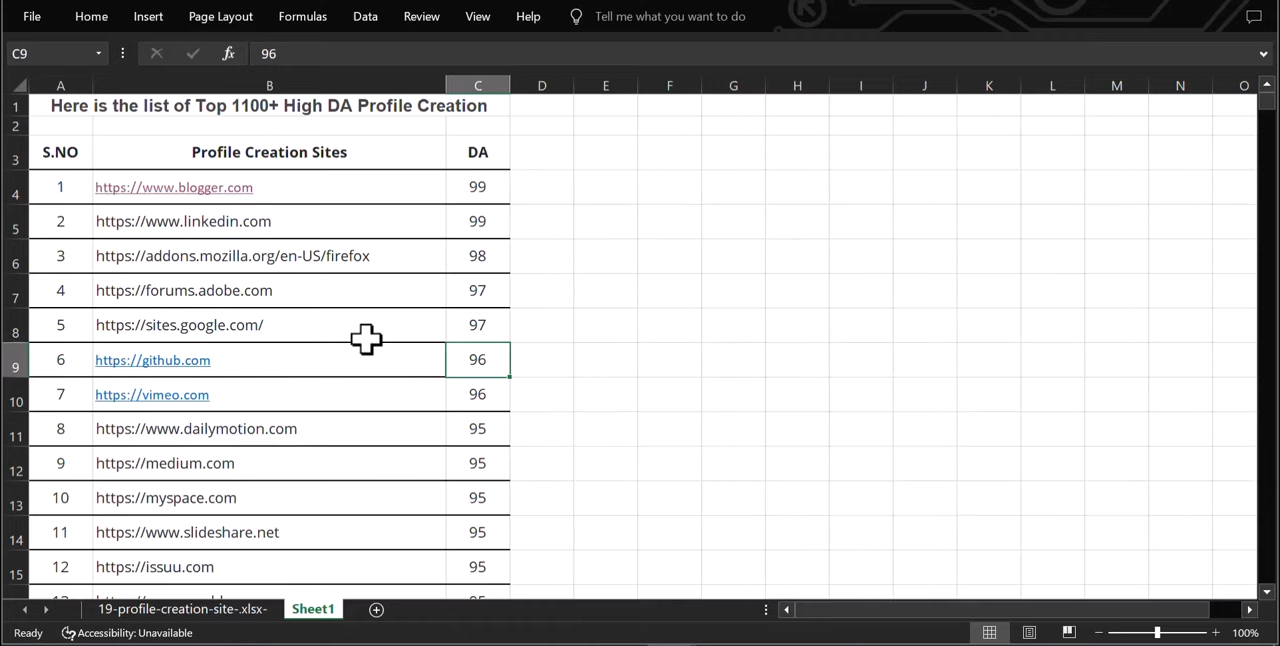 File Home Insert Page Layout Formulas Data Review View Help Tell me what you want to do
C9 fx 96
A B C D E F G H I J K L M N O
1 Here is the list of Top 1100+ High DA Profile Creation
2
3 S.NO Profile Creation Sites DA
4 1 https://www.blogger.com 99
5 2 https://www.linkedin.com 99
6 3 https://addons.mozilla.org/en-US/firefox 98
7 4 https://forums.adobe.com 97
8 5 https://sites.google.com/ 97
9 6 https://github.com 96
10 7 https://vimeo.com 96
11 8 https://www.dailymotion.com 95
12 9 https://medium.com 95
13 10 https://myspace.com 95
14 11 https://www.slideshare.net 95
15 12 https://issuu.com 95
19-profile-creation-site-.xlsx- Sheet1
Ready Accessibility: Unavailable 100%